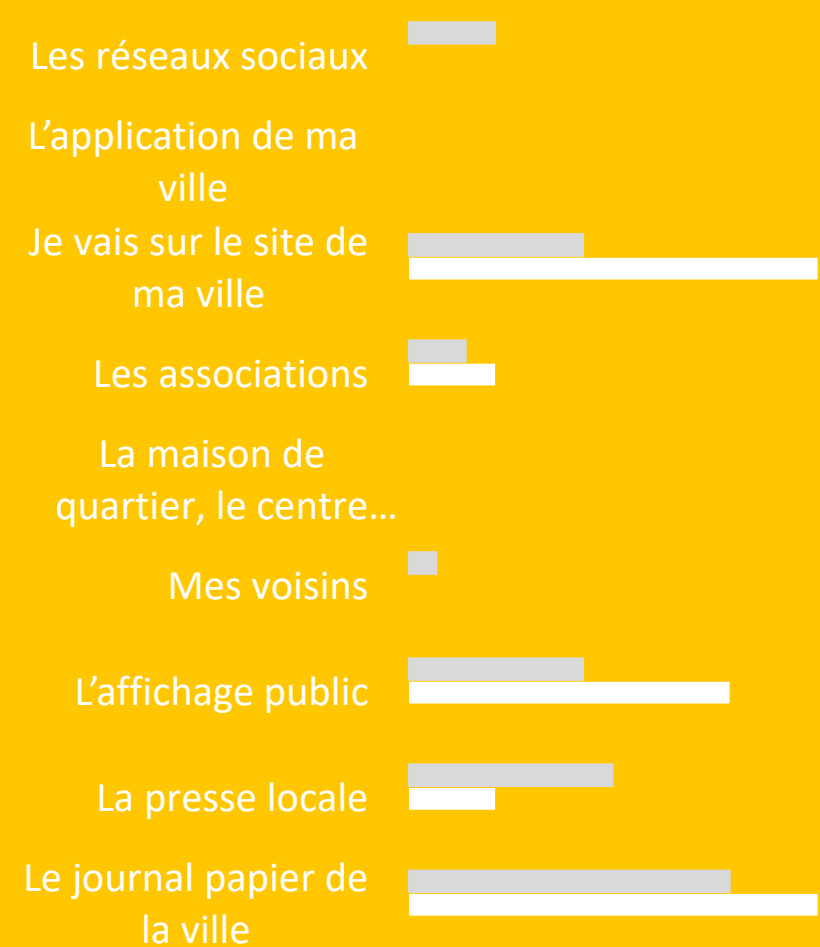 Les réseaux sociaux
L’application de ma
ville
Je vais sur le site de
ma ville
Les associations
La maison de
quartier, le centre…
Mes voisins
L’affichage public
La presse locale
Le journal papier de
la ville